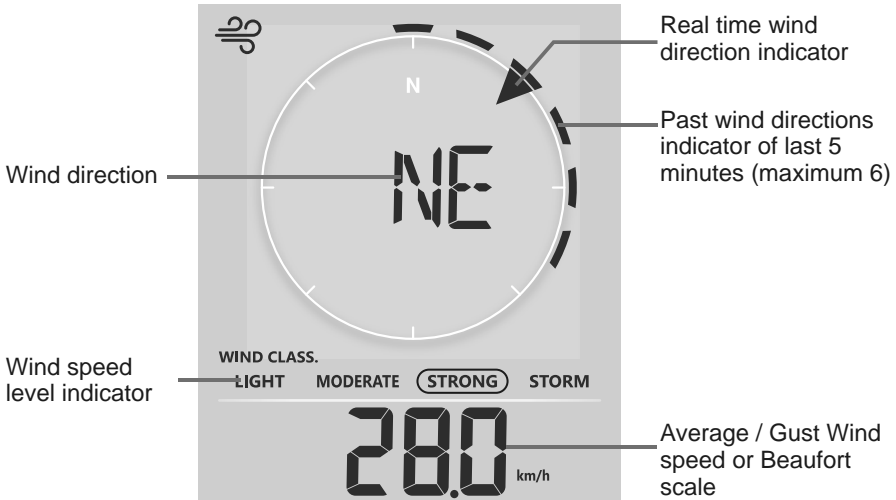 Real time wind
direction indicator
N
Past wind directions
indicator of last 5
minutes (maximum 6)
Wind direction
NE
WIND CLASS.
Wind speed
level indicator
LIGHT MODERATE STRONG STORM
28.0 km/h
Average / Gust Wind
speed or Beaufort
scale